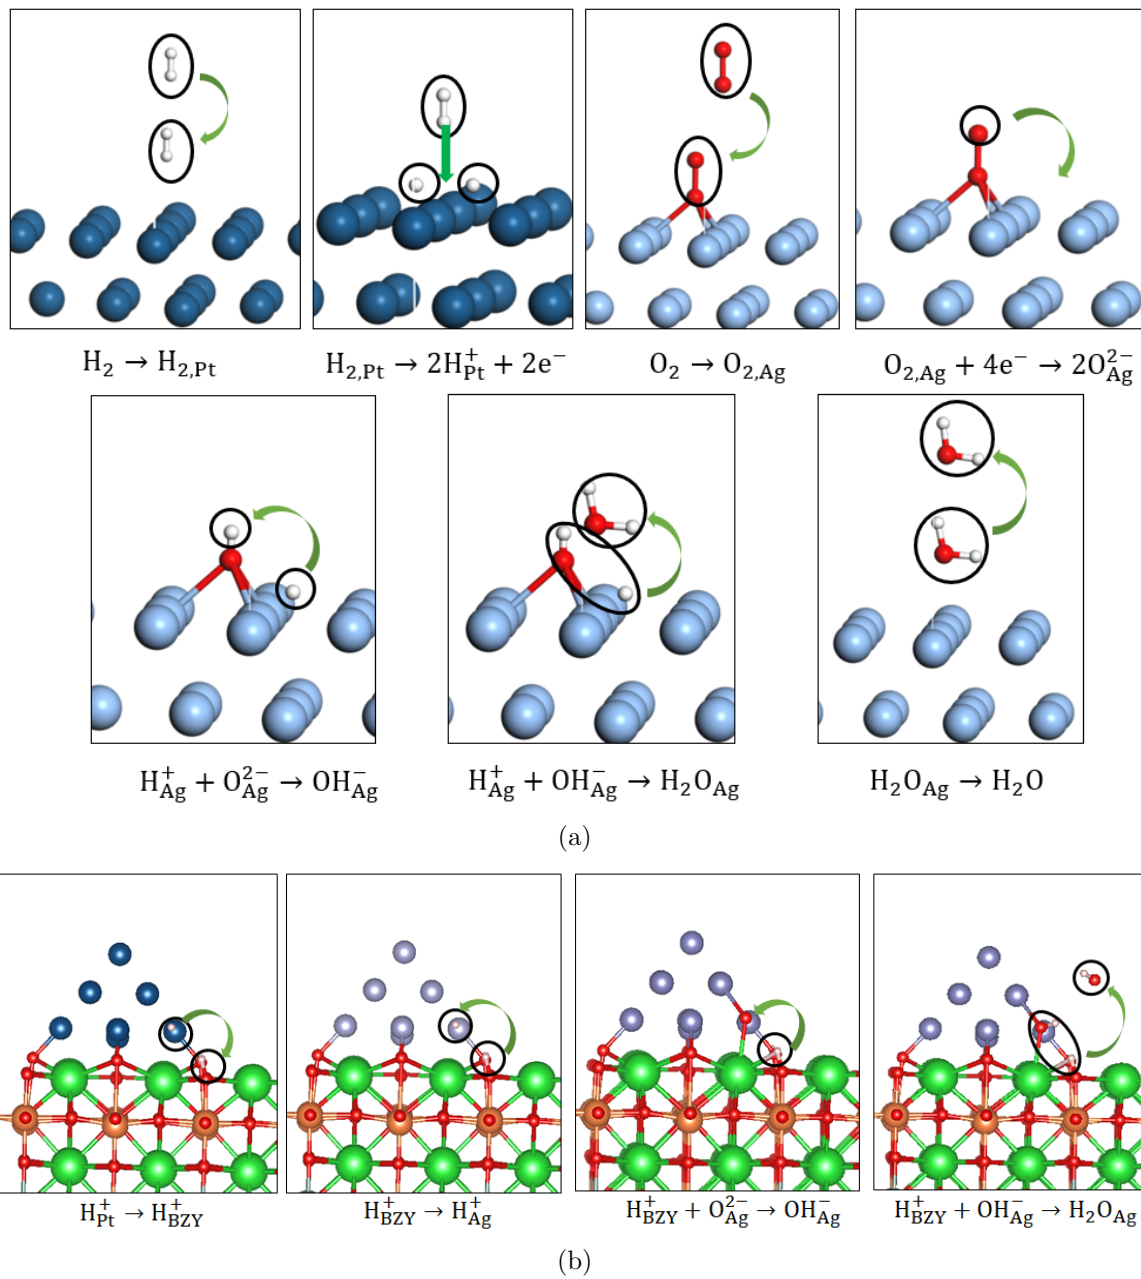 H₂ → H₂,Pt
H₂,Pt → 2H⁺Pt + 2e⁻
O₂ → O₂,Ag
O₂,Ag + 4e⁻ → 2O²⁻Ag
H⁺Ag + O²⁻Ag → OH⁻Ag
H⁺Ag + OH⁻Ag → H₂OAg
H₂OAg → H₂O
(a)
H⁺Pt → H⁺BZY
H⁺BZY → H⁺Ag
H⁺BZY + O²⁻Ag → OH⁻Ag
H⁺BZY + OH⁻Ag → H₂OAg
(b)